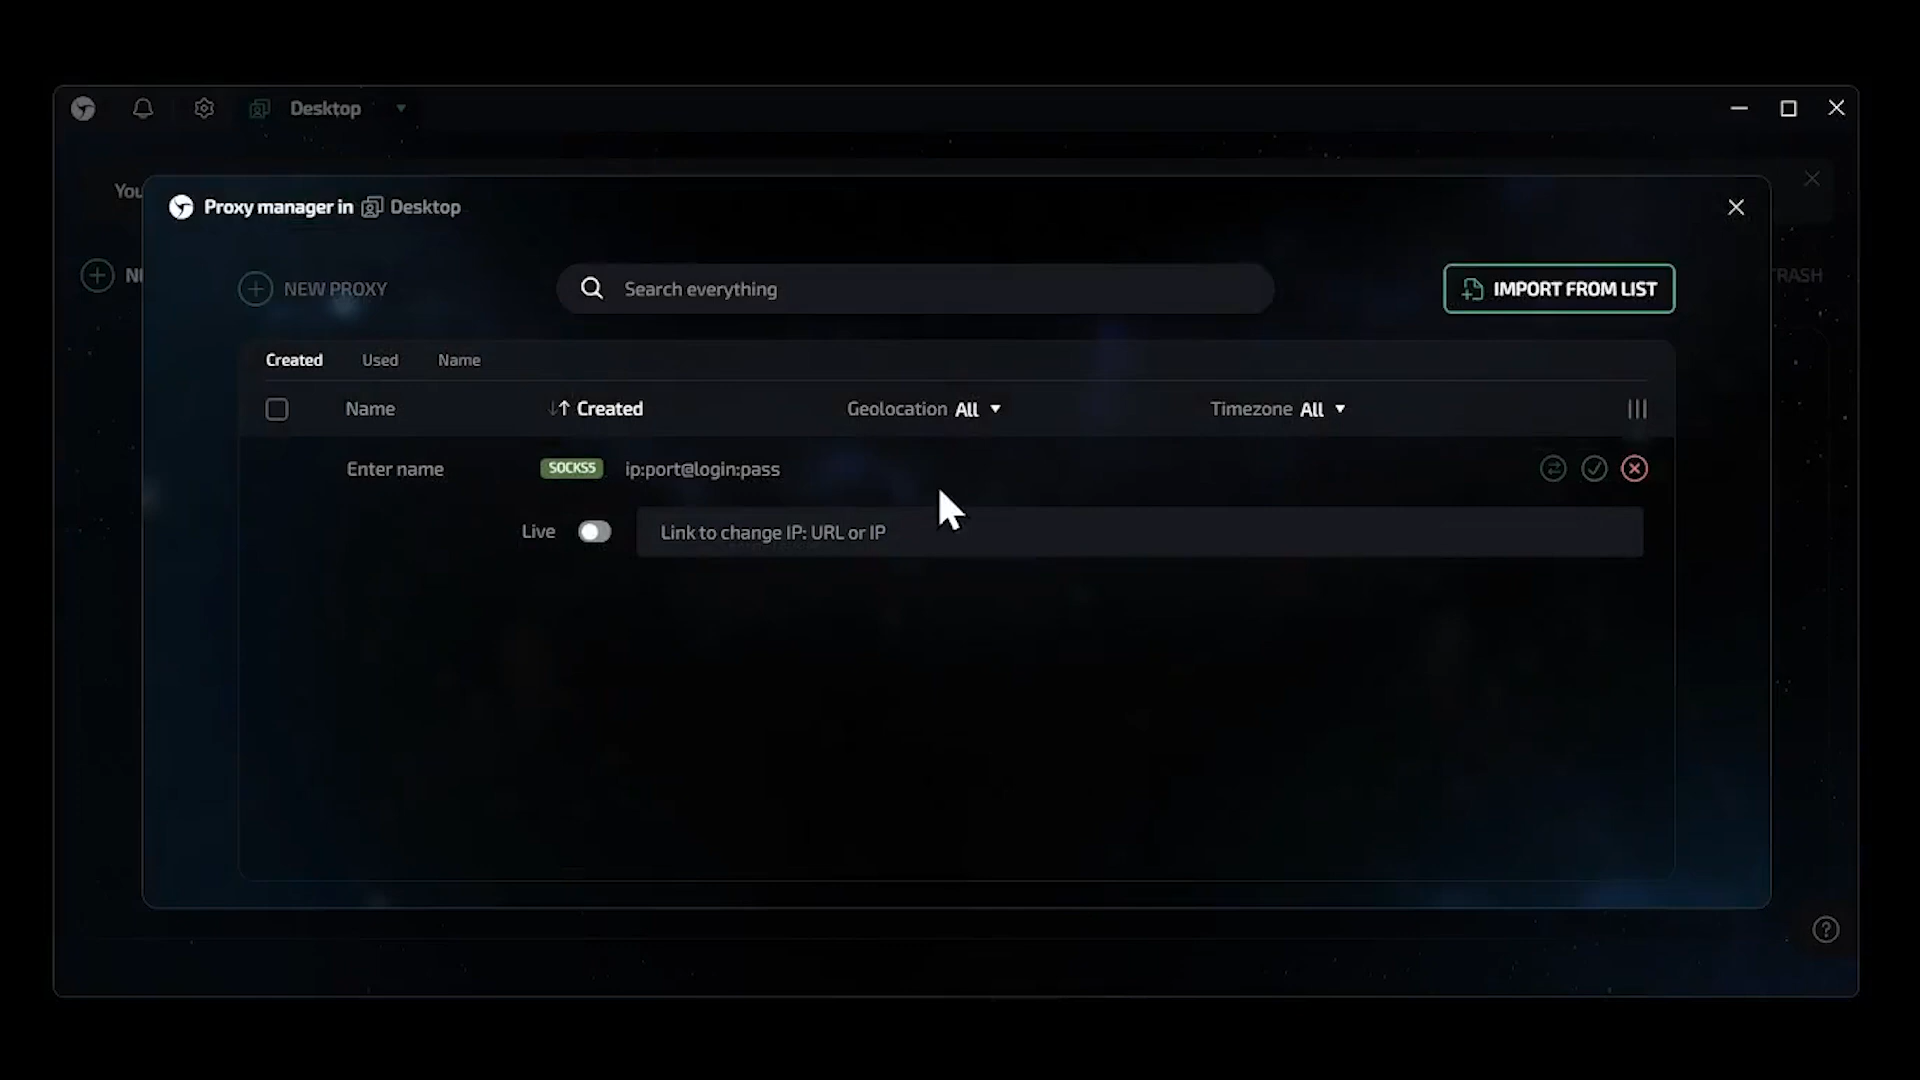 Desktop
You
Proxy manager in Desktop
NEW PROXY
Search everything
IMPORT FROM LIST
TRASH
Created Used Name
Name Created Geolocation All Timezone All
Enter name SOCKS5 ip:port@login:pass
Live Link to change IP: URL or IP